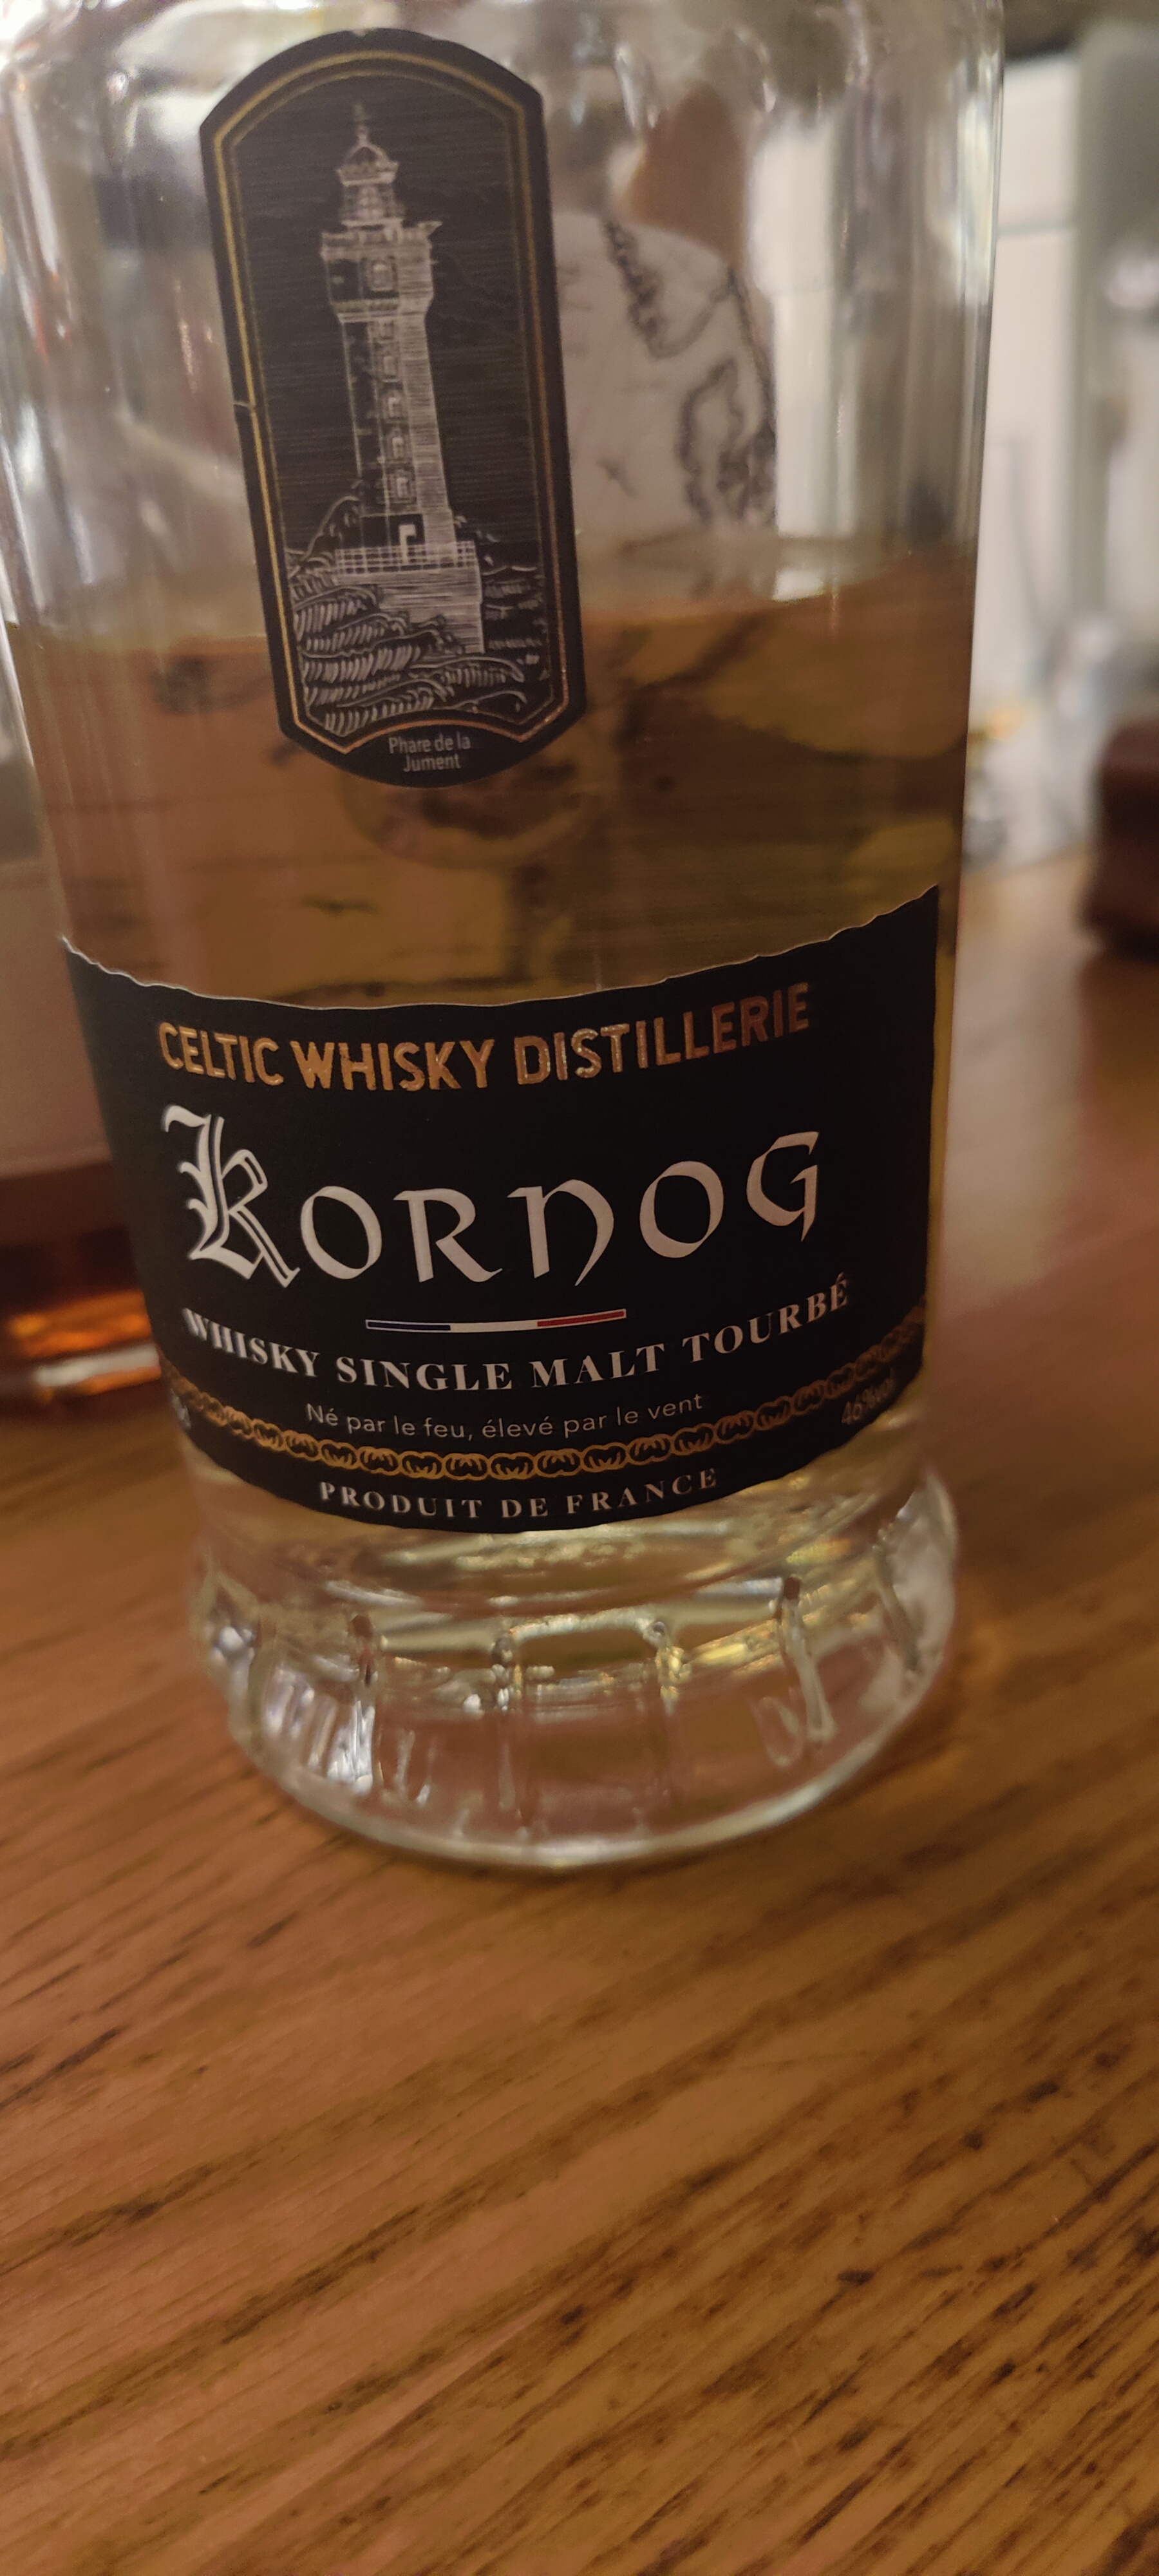 Phare de la
Jument
CELTIC WHISKY DISTILLERIE
KORNOG
WHISKY SINGLE MALT TOURBÉ
Né par le feu, élevé par le vent
46%vol
PRODUIT DE FRANCE